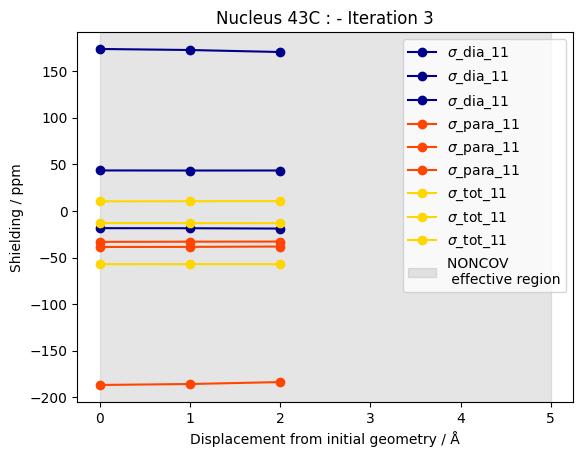 Nucleus 43C : - Iteration 3
Shielding / ppm
150
100
50
0
−50
−100
−150
−200
σ_dia_11
σ_dia_11
σ_dia_11
σ_para_11
σ_para_11
σ_para_11
σ_tot_11
σ_tot_11
σ_tot_11
NONCOV
effective region
0 1 2 3 4 5
Displacement from initial geometry / Å